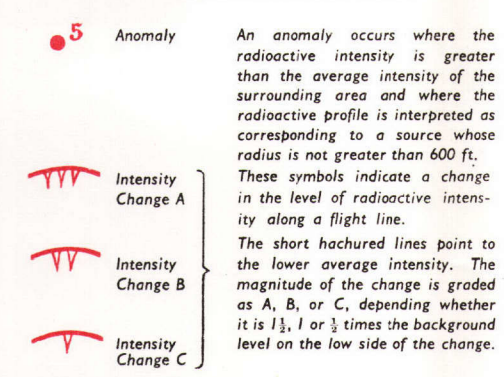 5 Anomaly
An anomaly occurs where the
radioactive intensity is greater
than the average intensity of the
surrounding area and where the
radioactive profile is interpreted as
corresponding to a source whose
radius is not greater than 600 ft.
Intensity
Change A
Intensity
Change B
Intensity
Change C
These symbols indicate a change
in the level of radioactive intens-
ity along a flight line.
The short hachured lines point to
the lower average intensity. The
magnitude of the change is graded
as A, B, or C, depending whether
it is 1½, 1 or ½ times the background
level on the low side of the change.